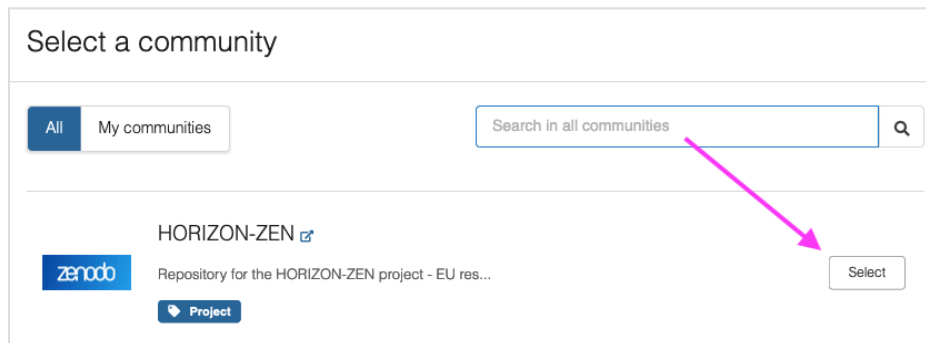 Select a community
All My communities Search in all communities
HORIZON-ZEN
zenodo
Repository for the HORIZON-ZEN project - EU res...
Select
Project